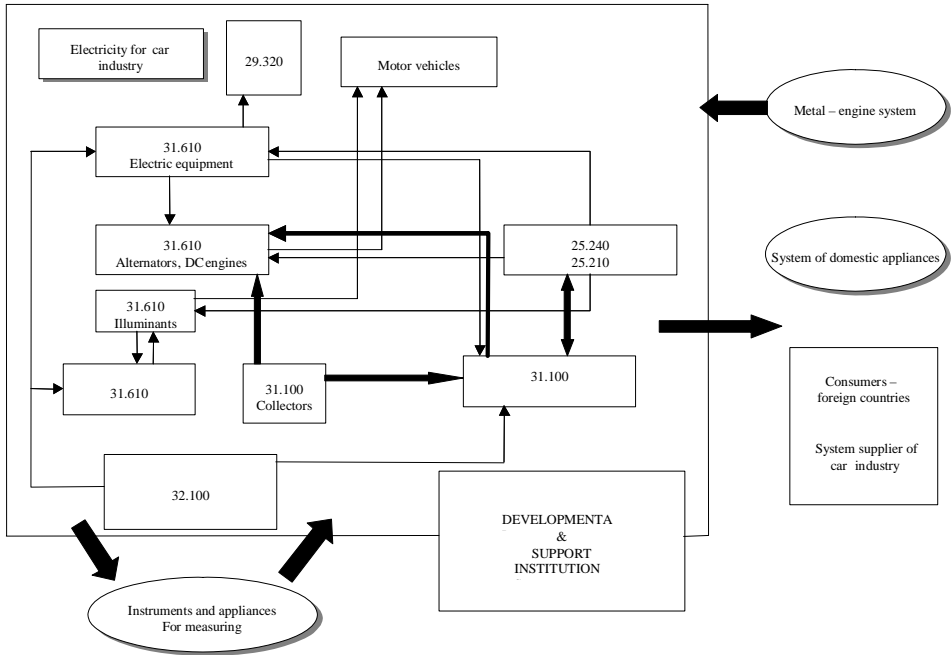 Electricity for car
industry
29.320
Motor vehicles
Metal – engine system
31.610
Electric equipment
31.610
Alternators, DC engines
25.240
25.210
System of domestic appliances
31.610
Illuminants
31.610
31.100
Collectors
31.100
Consumers –
foreign countries
System supplier of
car industry
32.100
DEVELOPMENTA
&
SUPPORT
INSTITUTION
Instruments and appliances
For measuring